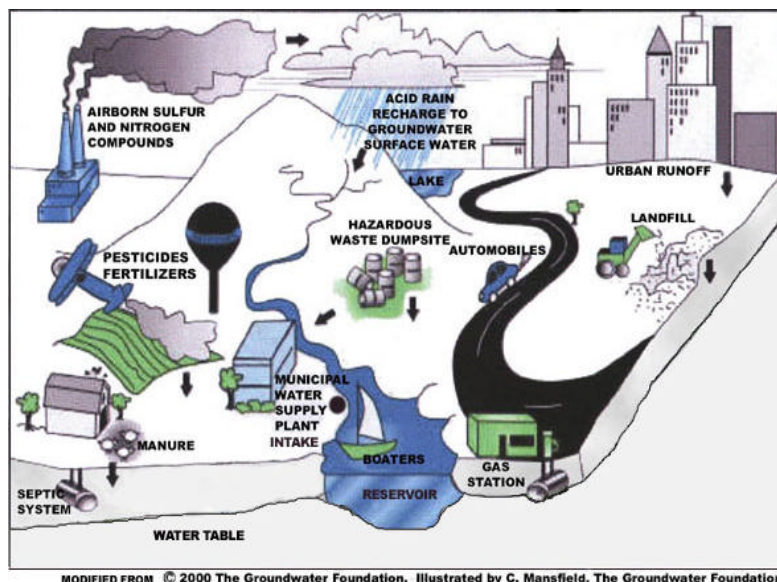 AIRBORN SULFUR
AND NITROGEN
COMPOUNDS
ACID RAIN
RECHARGE TO
GROUNDWATER
SURFACE WATER
LAKE
URBAN RUNOFF
LANDFILL
HAZARDOUS
WASTE DUMPSITE
AUTOMOBILES
PESTICIDES
FERTILIZERS
MUNICIPAL
WATER
SUPPLY
PLANT
INTAKE
MANURE
BOATERS
RESERVOIR
GAS
STATION
SEPTIC
SYSTEM
WATER TABLE
MODIFIED FROM © 2000 The Groundwater Foundation. Illustrated by C. Mansfield, The Groundwater Foundation